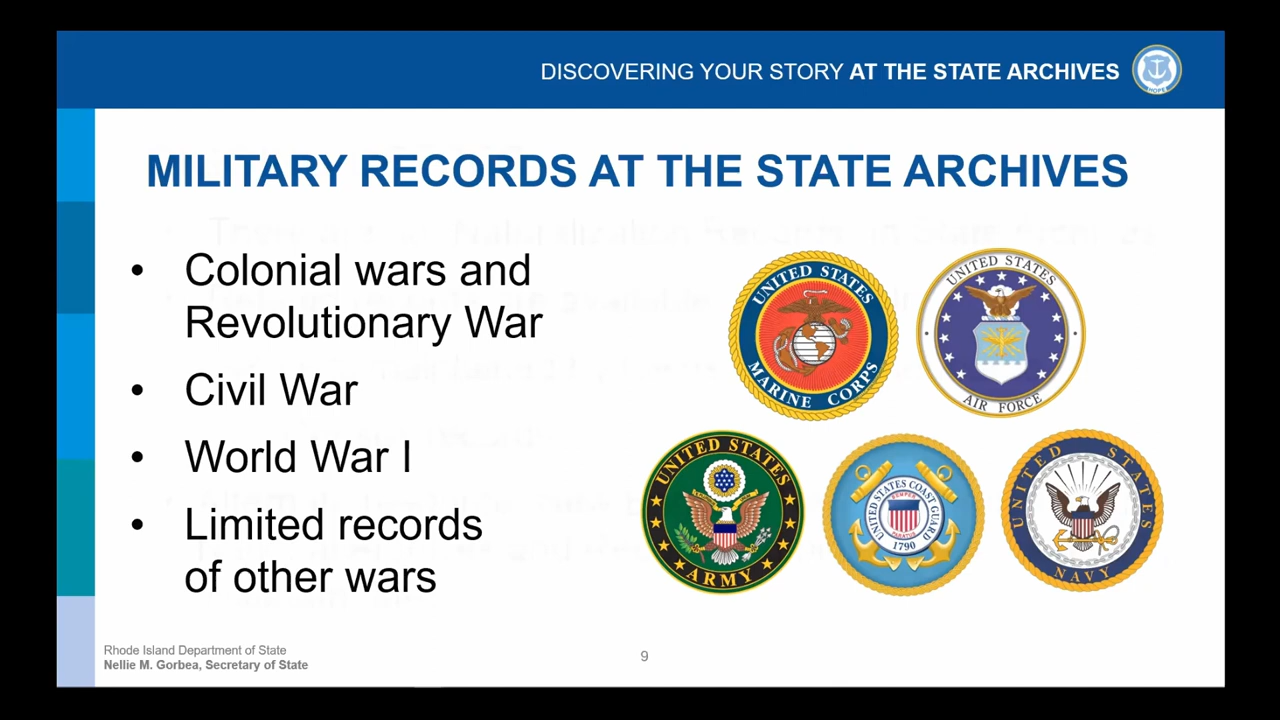 DISCOVERING YOUR STORY AT THE STATE ARCHIVES
HOPE
MILITARY RECORDS AT THE STATE ARCHIVES
• Colonial wars and
Revolutionary War
• Civil War
• World War I
• Limited records
of other wars
UNITED STATES
MARINE CORPS
UNITED STATES
AIR FORCE
UNITED STATES
ARMY
UNITED STATES COAST GUARD
SEMPER
PARATUS
1790
UNITED STATES
NAVY
Rhode Island Department of State
Nellie M. Gorbea, Secretary of State
9